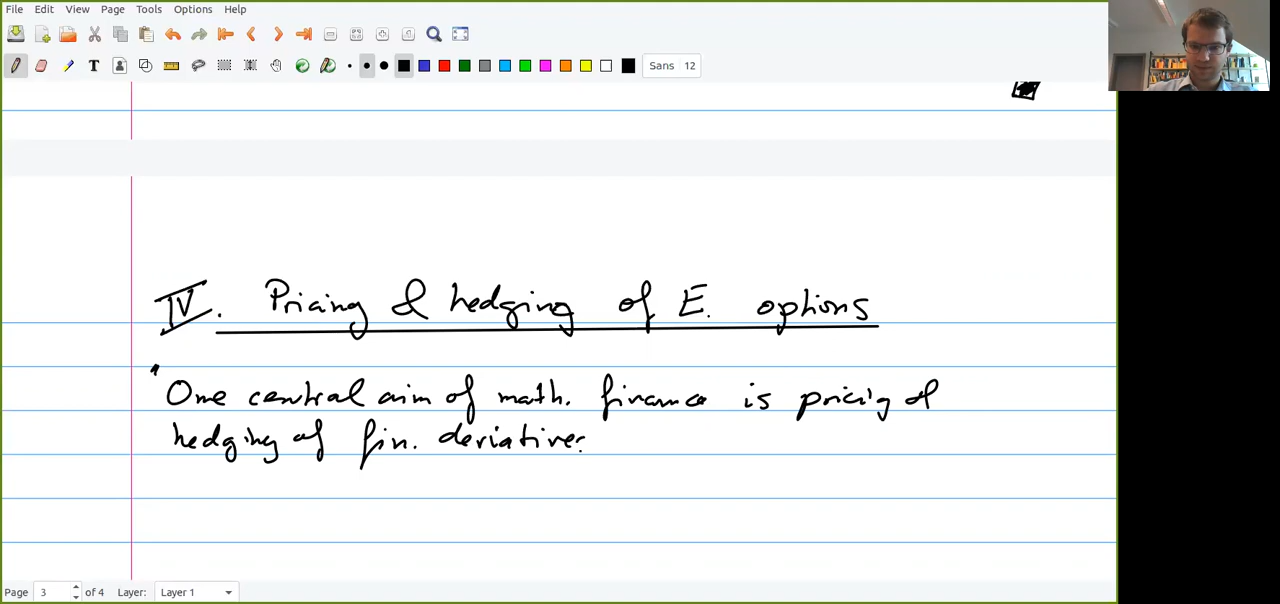 File Edit View Page Tools Options Help
Sans 12
IV. Pricing & hedging of E. options
One central aim of math. finance is pricing &
hedging of fin. derivatives
Page 3 of 4 Layer: Layer 1